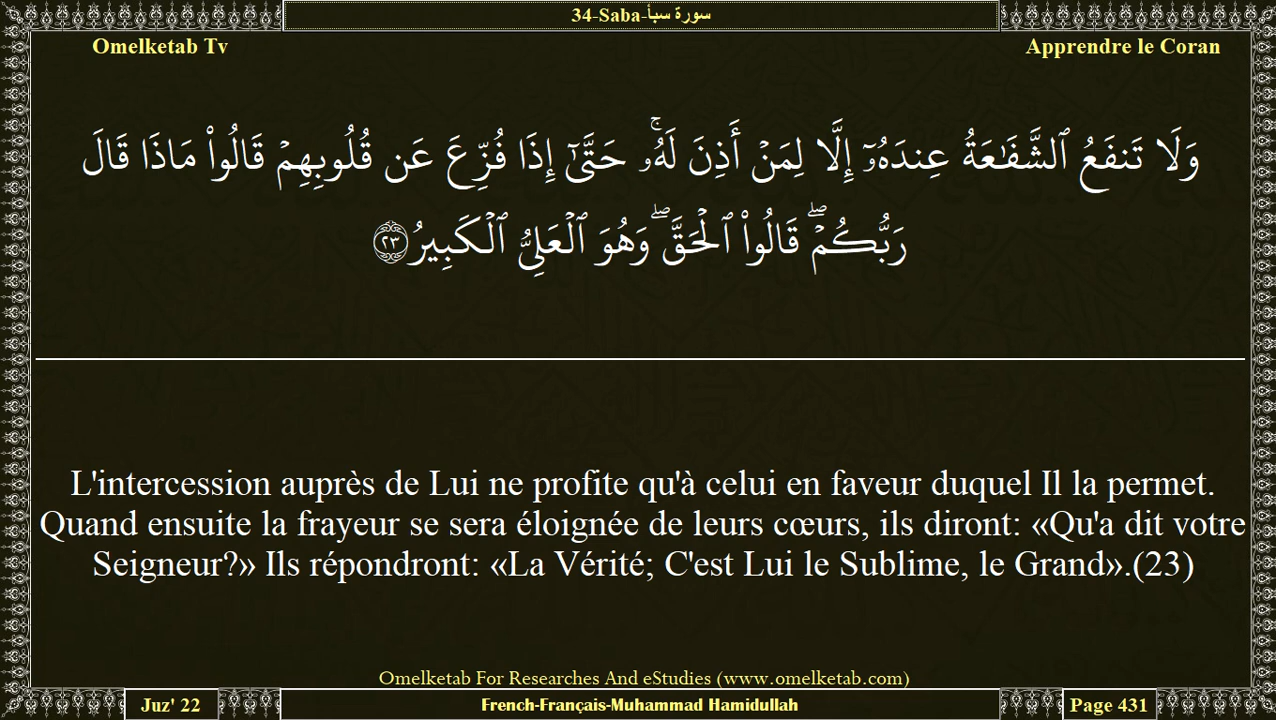 34-Saba-سورة سبأ
Omelketab Tv
Apprendre le Coran
وَلَا تَنفَعُ ٱلشَّفَـٰعَةُ عِندَهُۥٓ إِلَّا لِمَنۡ أَذِنَ لَهُۥۚ حَتَّىٰٓ إِذَا فُزِّعَ عَن قُلُوبِهِمۡ قَالُواْ مَاذَا قَالَ
رَبُّكُمۡۖ قَالُواْ ٱلۡحَقَّۖ وَهُوَ ٱلۡعَلِىُّ ٱلۡكَبِيرُ ٢٣
L'intercession auprès de Lui ne profite qu'à celui en faveur duquel Il la permet.
Quand ensuite la frayeur se sera éloignée de leurs cœurs, ils diront: «Qu'a dit votre
Seigneur?» Ils répondront: «La Vérité; C'est Lui le Sublime, le Grand».(23)
Omelketab For Researches And eStudies (www.omelketab.com)
Juz' 22
French-Français-Muhammad Hamidullah
Page 431